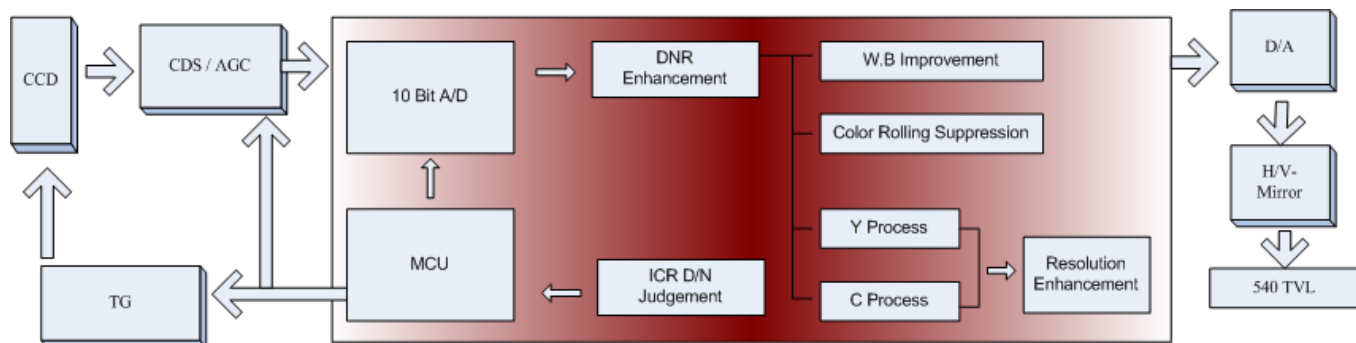 CCD
CDS / AGC
10 Bit A/D
DNR
Enhancement
W.B Improvement
Color Rolling Suppression
D/A
H/V-
Mirror
TG
MCU
ICR D/N
Judgement
Y Process
C Process
Resolution
Enhancement
540 TVL